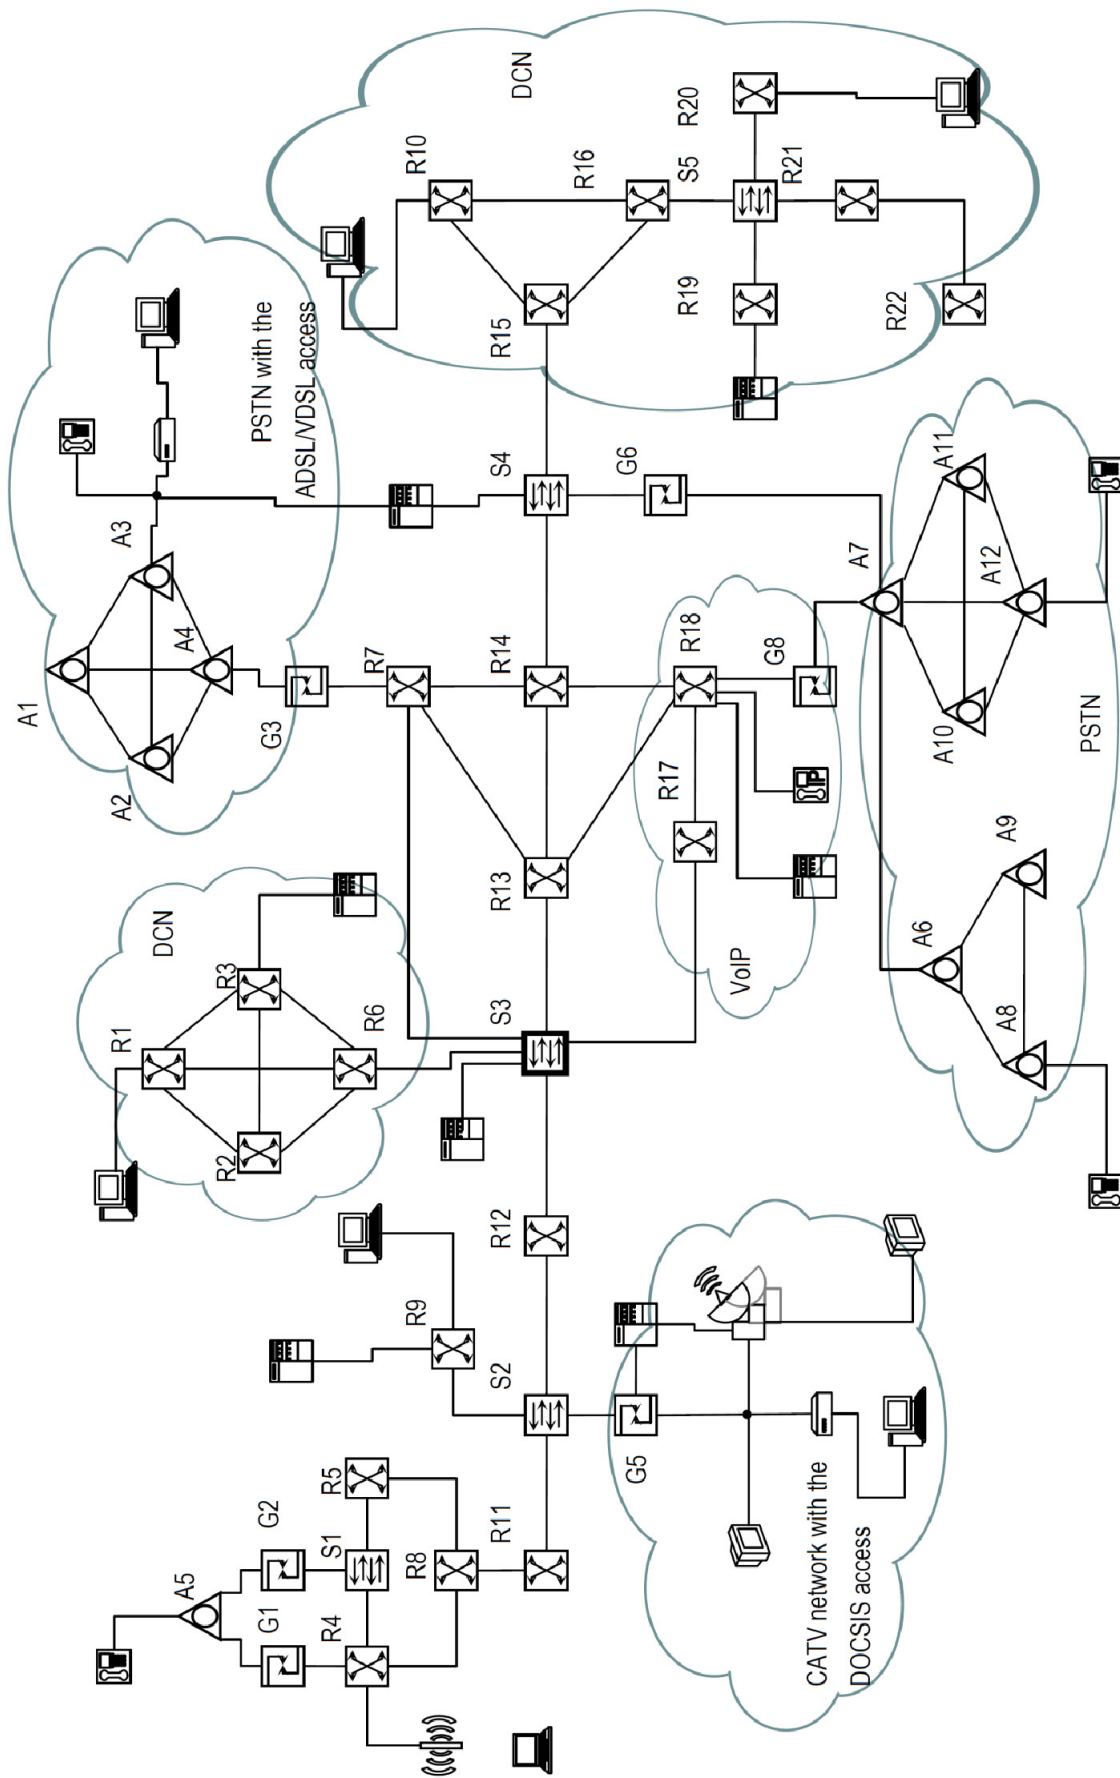 A1
A2
A3
R1
DCN
A5
A4
R2
R3
PSTN with the
ADSL/VDSL access
G1
G2
G3
R4
S1
R5
R6
R7
R8
R9
R10
DCN
R11
S2
R12
S3
R13
R14
S4
R15
R16
G5
G6
R17
R18
R19
S5
R20
VoIP
G8
IP
R21
CATV network with the
DOCSIS access
A7
R22
A6
A10
A11
A8
A9
A12
PSTN